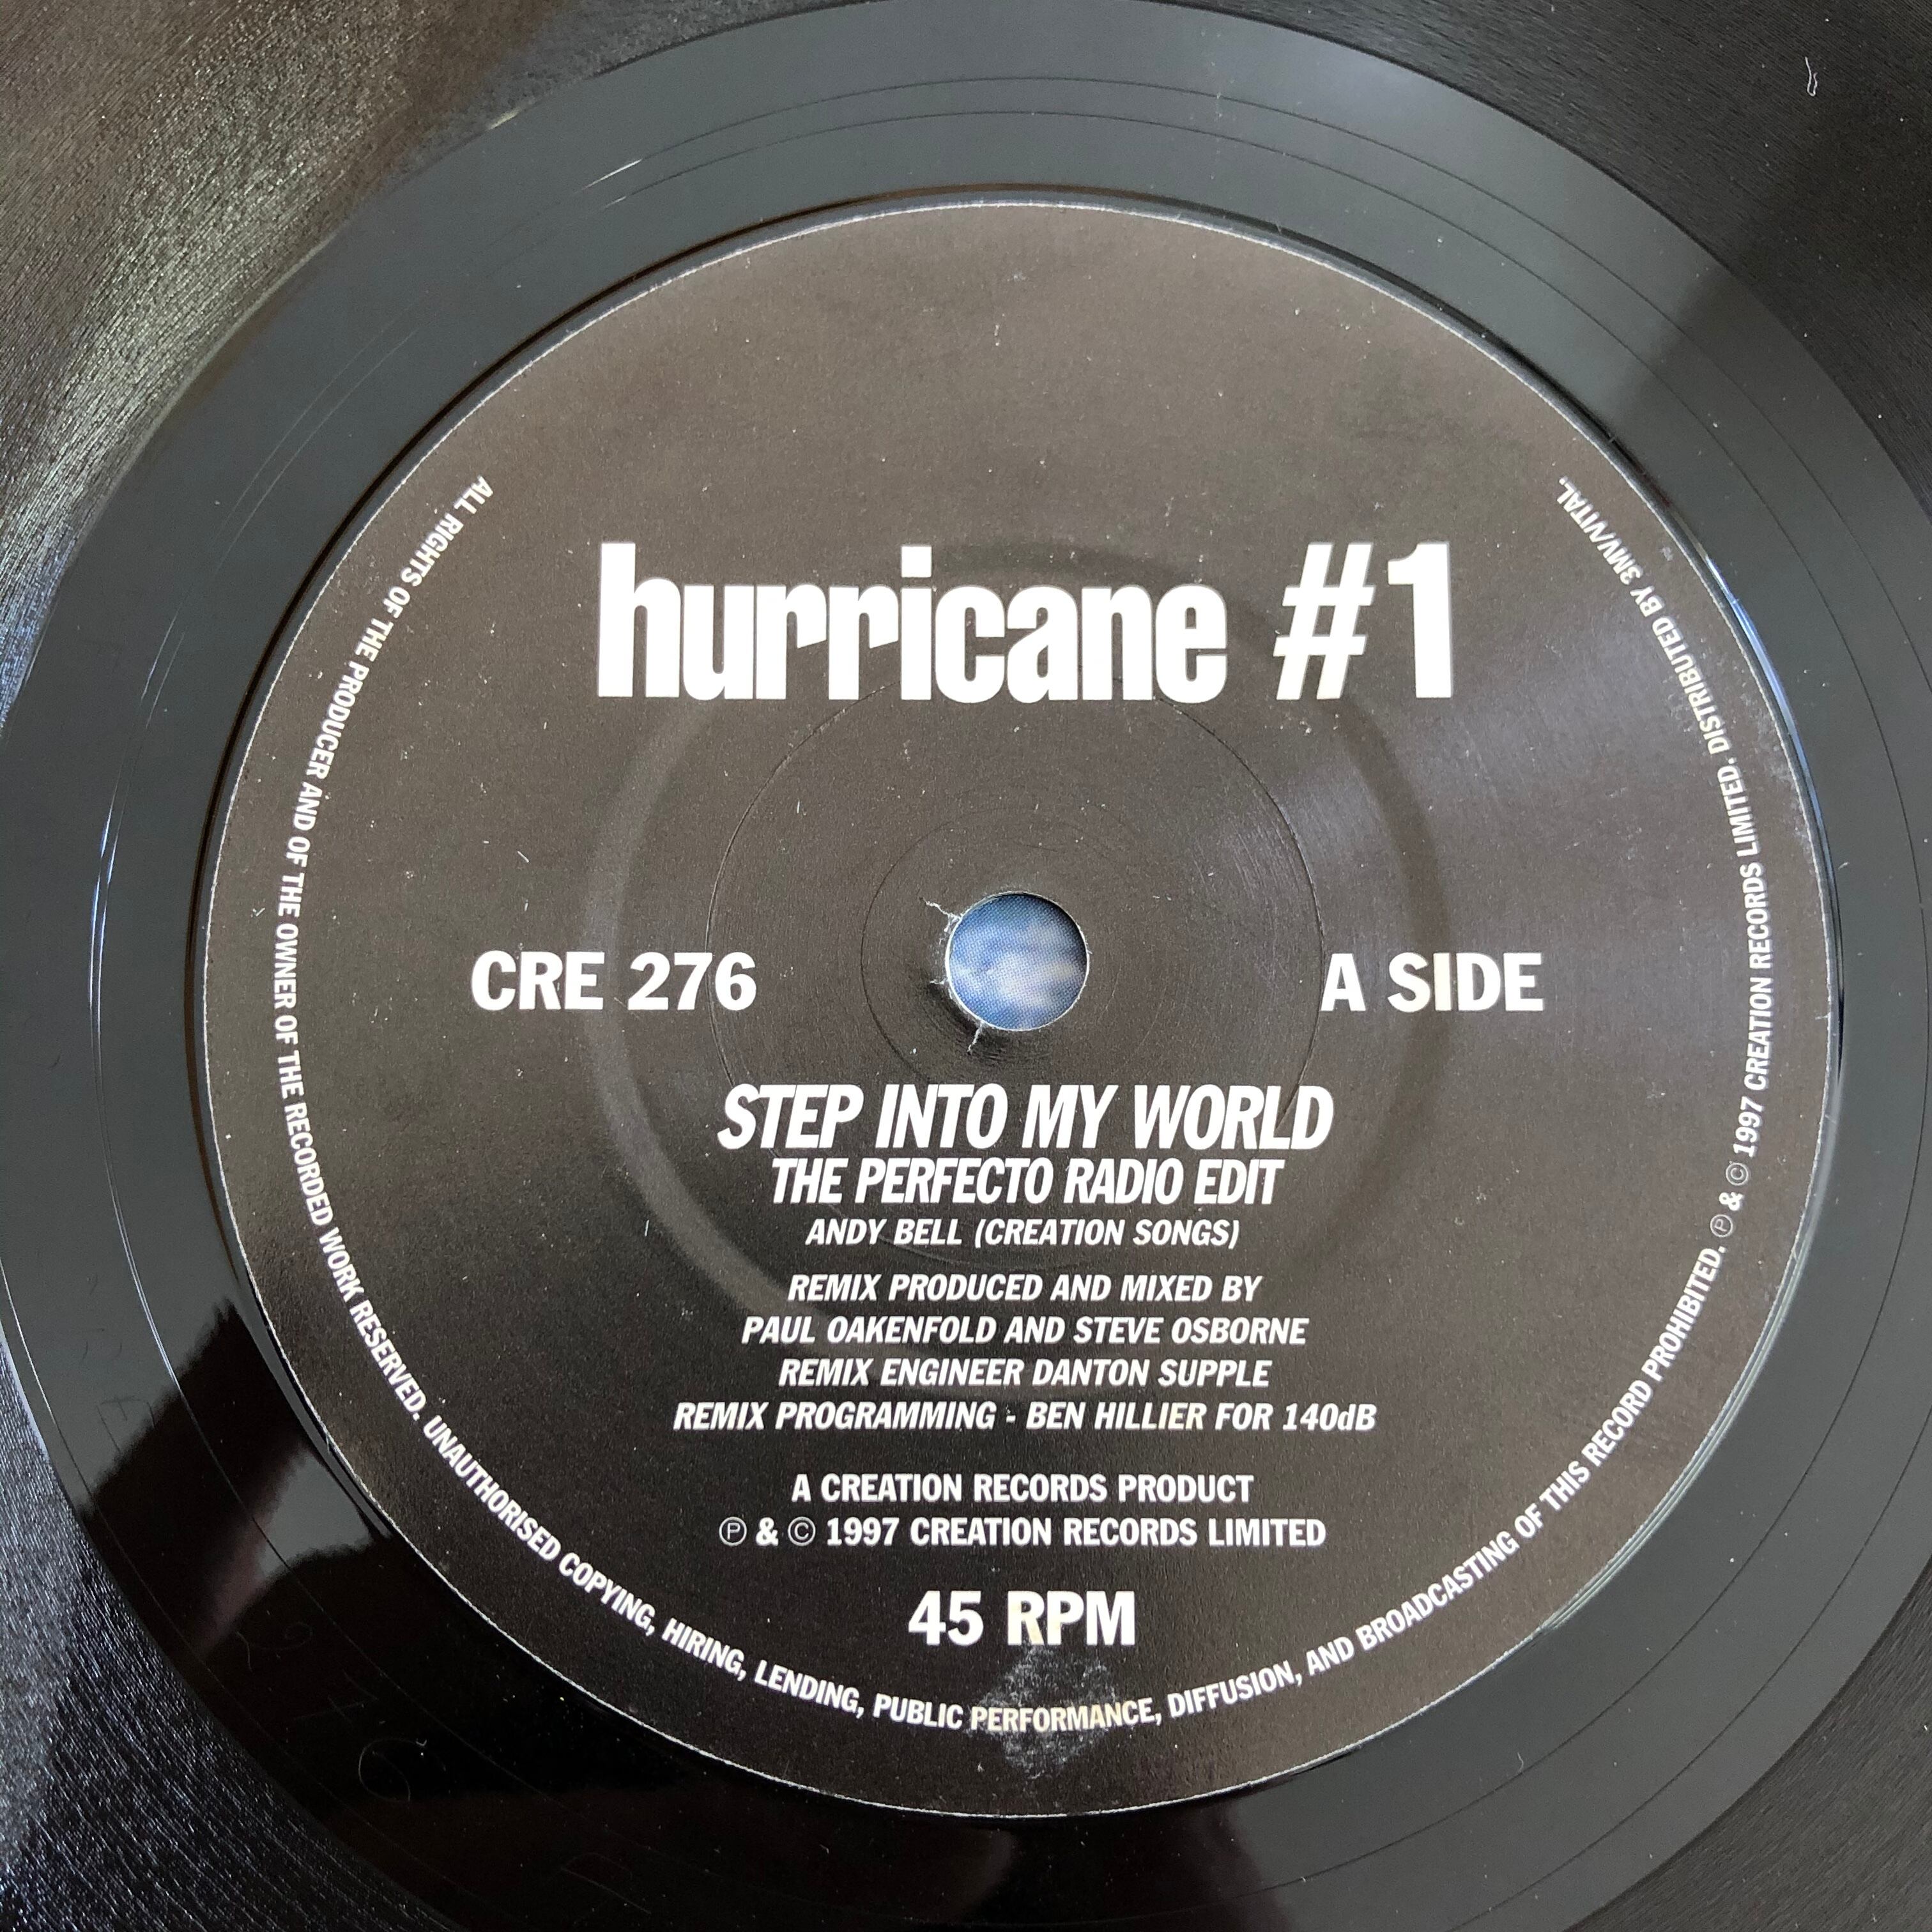 hurricane #1
CRE 276
A SIDE
STEP INTO MY WORLD
THE PERFECTO RADIO EDIT
ANDY BELL (CREATION SONGS)
REMIX PRODUCED AND MIXED BY
PAUL OAKENFOLD AND STEVE OSBORNE
REMIX ENGINEER DANTON SUPPLE
REMIX PROGRAMMING - BEN HILLIER FOR 140dB
A CREATION RECORDS PRODUCT
℗ & © 1997 CREATION RECORDS LIMITED
45 RPM
ALL RIGHTS OF THE PRODUCER AND OF THE OWNER OF THE RECORDED WORK RESERVED. UNAUTHORISED COPYING, HIRING, LENDING, PUBLIC PERFORMANCE, DIFFUSION, AND BROADCASTING OF THIS RECORD PROHIBITED. ℗ & © 1997 CREATION RECORDS LIMITED. DISTRIBUTED BY 3MV/VITAL.